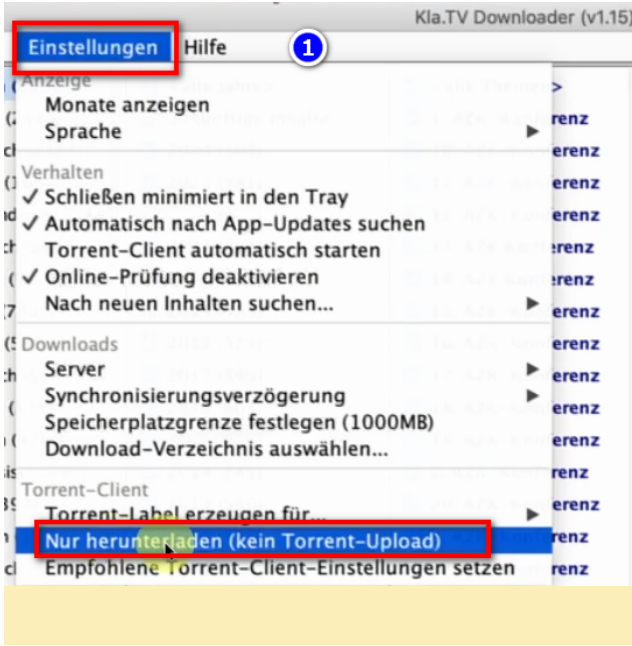 Kla.TV Downloader (v1.15)
Einstellungen Hilfe 1
Anzeige
Monate anzeigen
Sprache
Verhalten
✓ Schließen minimiert in den Tray
✓ Automatisch nach App-Updates suchen
Torrent-Client automatisch starten
✓ Online-Prüfung deaktivieren
Nach neuen Inhalten suchen...
Downloads
Server
Synchronisierungsverzögerung
Speicherplatzgrenze festlegen (1000MB)
Download-Verzeichnis auswählen...
Torrent-Client
Torrent-Label erzeugen für...
Nur herunterladen (kein Torrent-Upload)
Empfohlene Torrent-Client-Einstellungen setzen